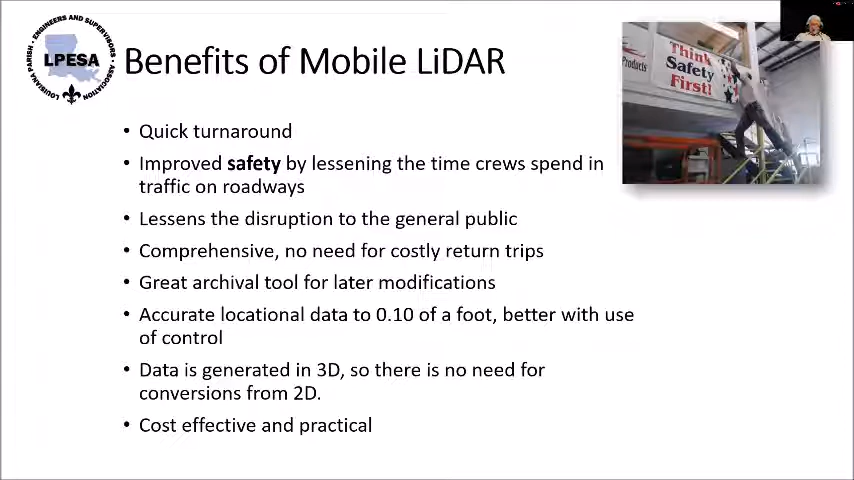 LOUISIANA PARISH · ENGINEERS AND SUPERVISORS · ASSOCIATION
LPESA
Benefits of Mobile LiDAR
Products
Think
Safety
First!
• Quick turnaround
• Improved safety by lessening the time crews spend in
traffic on roadways
• Lessens the disruption to the general public
• Comprehensive, no need for costly return trips
• Great archival tool for later modifications
• Accurate locational data to 0.10 of a foot, better with use
of control
• Data is generated in 3D, so there is no need for
conversions from 2D.
• Cost effective and practical